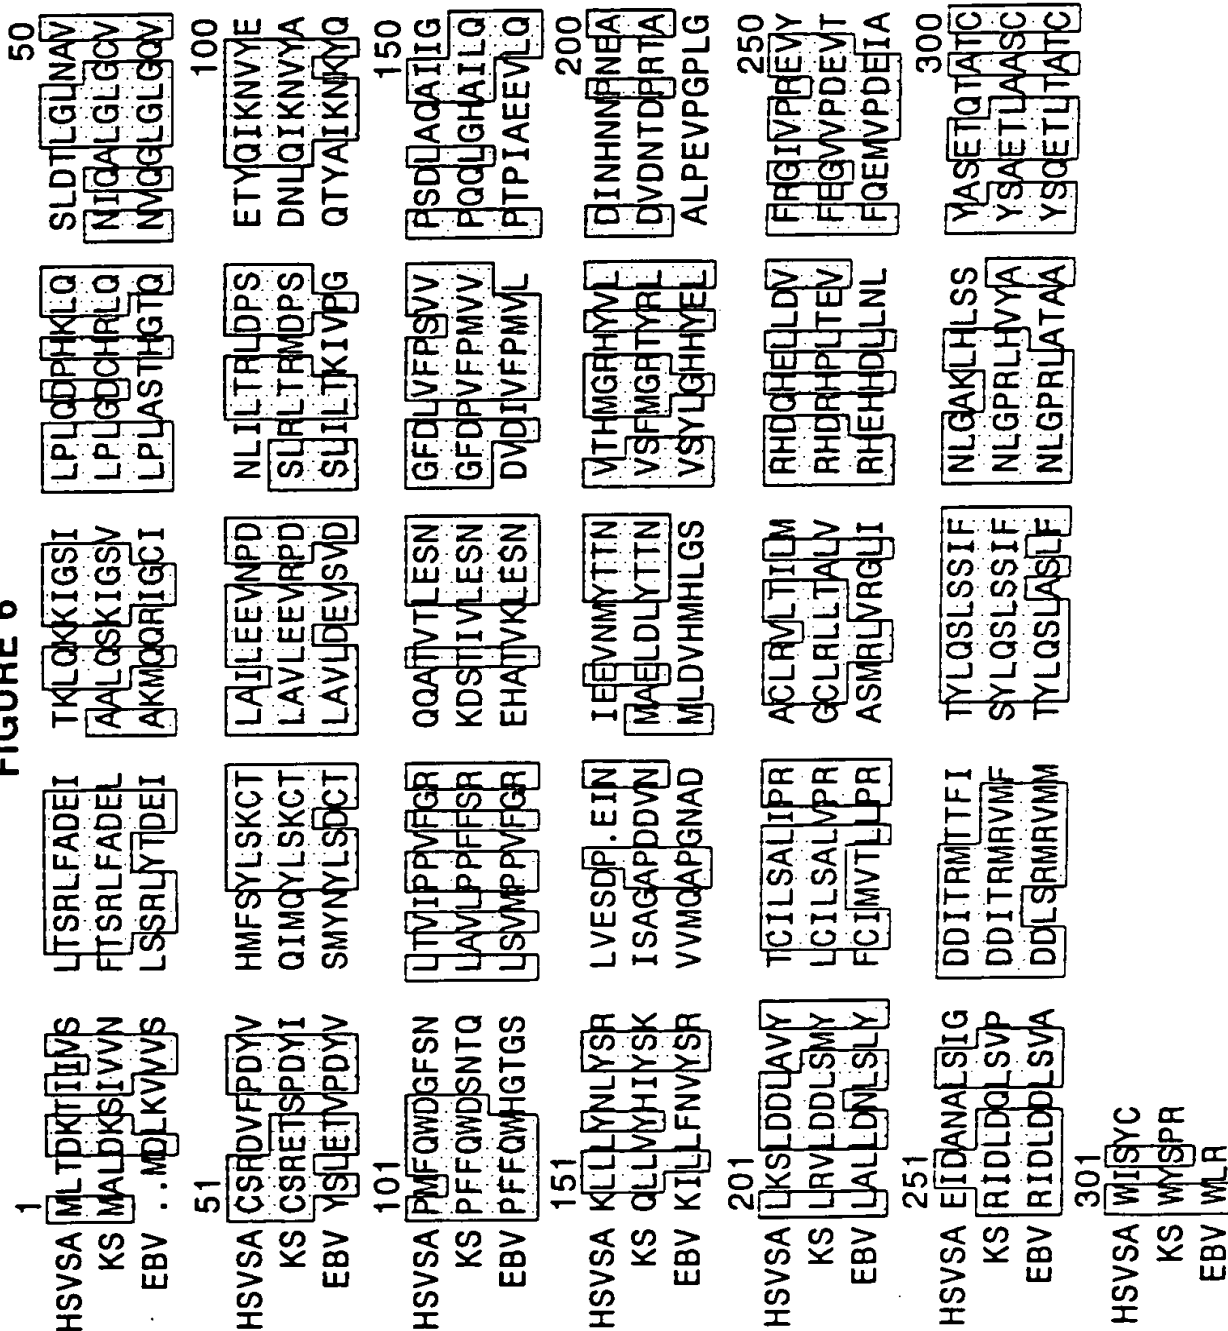 FIGURE 6
1 50
HSVSA MLTDKTIIVS LTSRLFADEI TKLQKKIGSI LPLQDPHKLQ SLDTLGLNAV
KS MALDKSIVVN FTSRLFADEL AALQSKIGSV LPLGDCHRLQ NIQALGLGCV
EBV ..MDLKVVVS LSSRLYTDEI AKMQQRIGCI LPLASTHGTQ NVQGLGLGQV
51 100
HSVSA CSRDVFPDYV HMFSYLSKCT LAILEEVNPD NLILTRLDPS ETYQIKNVYE
KS CSRETSPDYI QIMQYLSKCT LAVLEEVRPD SLRLTRMDPS DNLQIKNVYA
EBV YSLETVPDYV SMYNYLSDCT LAVLDEVSVD SLILTKIVPG QTYAIKNKYQ
101 150
HSVSA PMFQWDGFSN LTVIPPVFGR QQATVTLESN GFDLVFPSVV PSDLAQAIIG
KS PFFQWDSNTQ LAVLPPFFSR KDSTIVLESN GFDPVFPMVV PQQLGHAILQ
EBV PFFQWHGTGS LSVMPPVFGR EHATVKLESN DVDIVFPMVL PTPIAEEVLQ
151 200
HSVSA KLLLYNLYSR LVESDP.EIN IEEVNMYTTN VTHMGRHYVL DINHNNPNEA
KS QLLVYHIYSK ISAGAPDDVN MAELDLYTTN VSFMGRTYRL DVDNTDPRTA
EBV KILLFNVYSR VVMQAPGNAD MLDVHMHLGS VSYLGHHYEL ALPEVPGPLG
201 250
HSVSA LKSLDDLAVY TCILSALIPR ACLRVLTILM RHDQHELLDV FRGIVPREVY
KS LRVLDDLSMY LCILSALVPR GCLRLLTALV RHDRHPLTEV FEGVVPDEVT
EBV LALLDNLSLY FCIMVTLLPR ASMRLVRGLI RHEHHDLLNL FQEMVPDEIA
251 300
HSVSA EIDANALSIG DDITRMTTFI TYLQSLSSIF NLGAKLHLSS YASETQTATC
KS RIDLDQLSVP DDITRMRVMF SYLQSLSSIF NLGPRLHVYA YSAETLAASC
EBV RIDLDDLSVA DDLSRMRVMM TYLQSLASLF NLGPRLATAA YSQETLTATC
301
HSVSA WISYC
KS WYSPR
EBV WLR